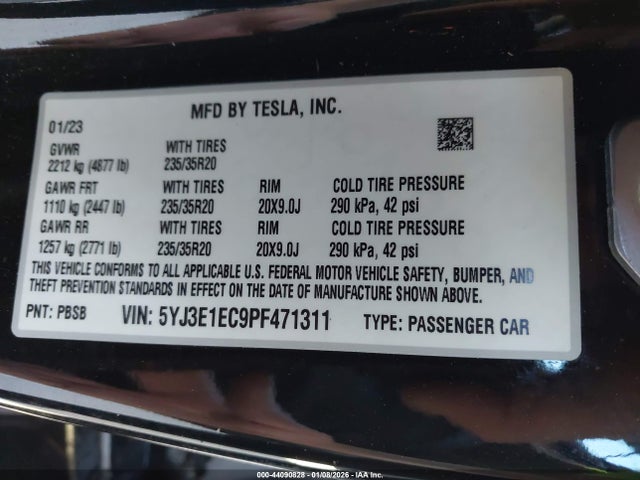 MFD BY TESLA, INC.
01/23
GVWR WITH TIRES
2212 kg (4877 lb) 235/35R20
GAWR FRT WITH TIRES RIM COLD TIRE PRESSURE
1110 kg (2447 lb) 235/35R20 20X9.0J 290 kPa, 42 psi
GAWR RR WITH TIRES RIM COLD TIRE PRESSURE
1257 kg (2771 lb) 235/35R20 20X9.0J 290 kPa, 42 psi
THIS VEHICLE CONFORMS TO ALL APPLICABLE U.S. FEDERAL MOTOR VEHICLE SAFETY, BUMPER, AND
THEFT PREVENTION STANDARDS IN EFFECT ON THE DATE OF MANUFACTURE SHOWN ABOVE.
PNT: PBSB VIN: 5YJ3E1EC9PF471311 TYPE: PASSENGER CAR
000-44090828 - 01/08/2026 - IAA Inc.